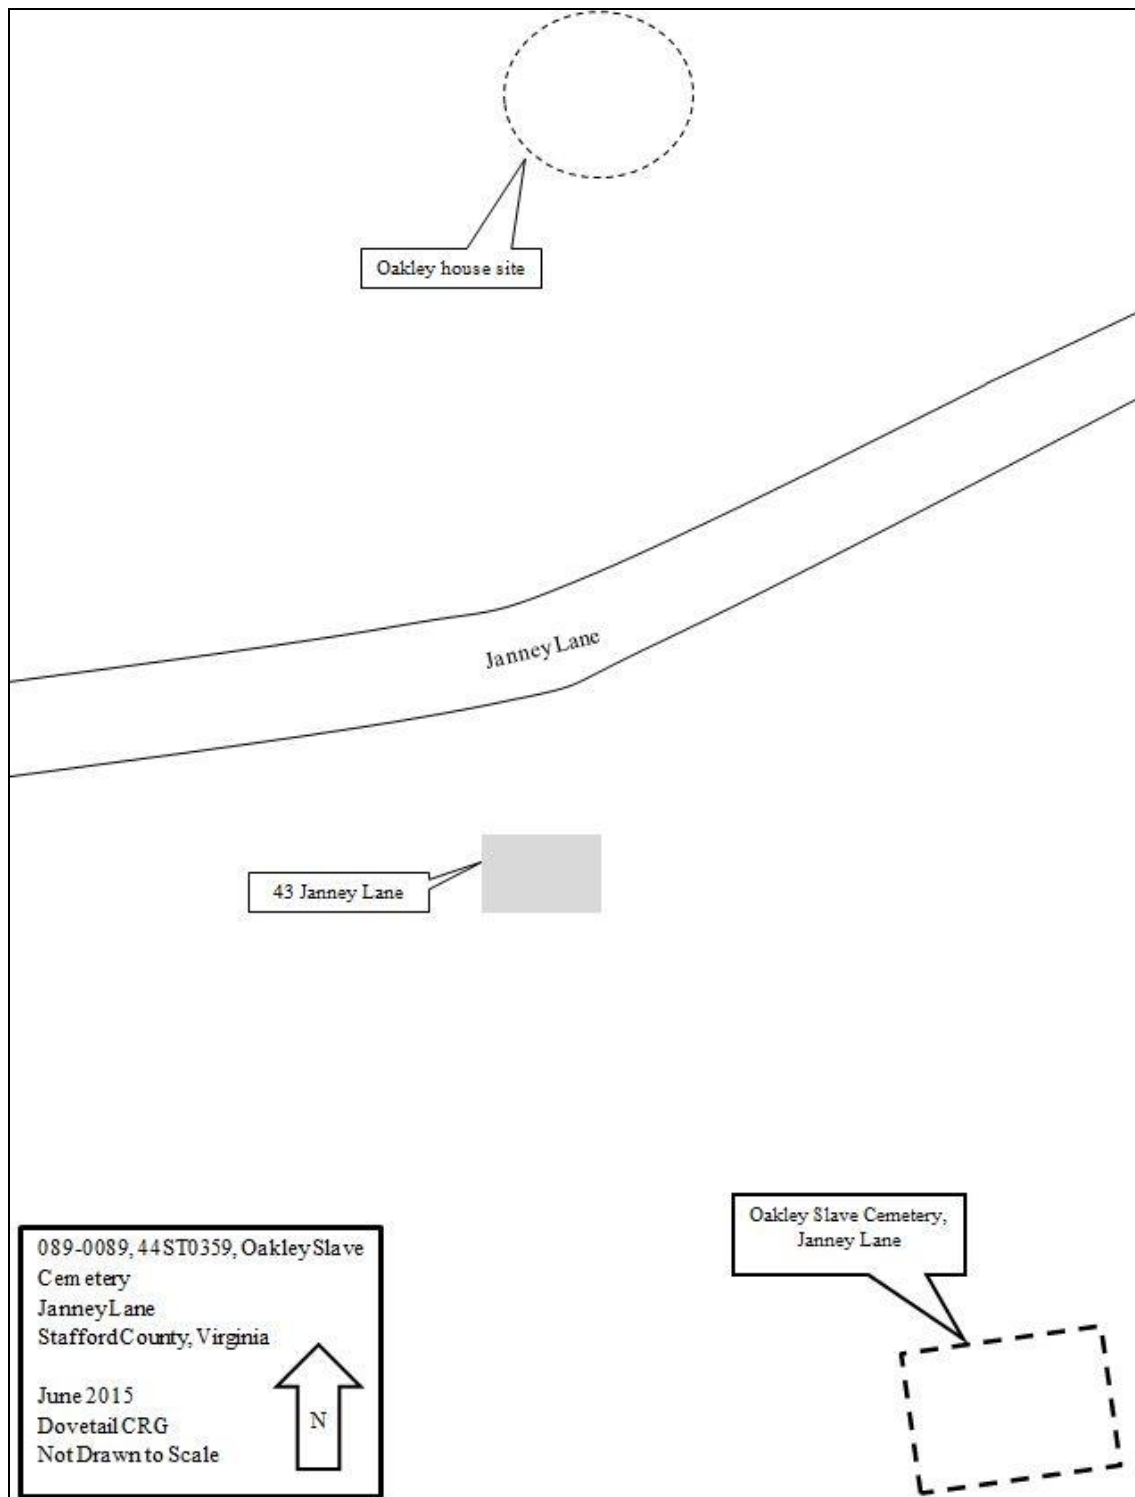 Oakley house site
Janney Lane
43 Janney Lane
Oakley Slave Cemetery,
Janney Lane
089-0089, 44ST0359, Oakley Slave
Cemetery
Janney Lane
Stafford County, Virginia
June 2015
Dovetail CRG
Not Drawn to Scale
N